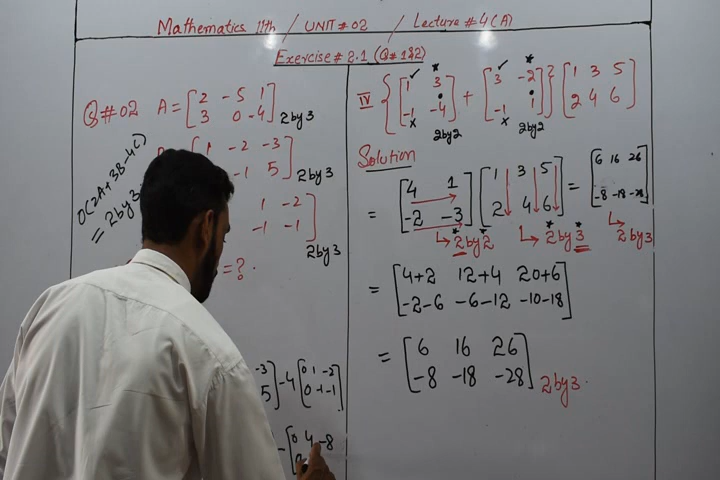 Mathematics 11th / UNIT # 02 / Lecture # 4 (A)
Exercise # 2.1 (Q # 1&2)
Q # 02 A = [2 -5 1
3 0 -4] 2by3
1 -2 -3
-1 5] 2by3
1 -2
-1 -1] 2by3
O(2A+3B-4C)
= 2by3
= ? .
-3
5] -4 [0 1 -2
0 -1 -1]
- [0 4 -8
IV { [1 3
-1 -4] 2by2 + [3 -2
-1 1] 2by2 } [1 3 5
2 4 6]
Solution
= [4 1
-2 -3] [1 3 5
2 4 6] = [6 16 26
-8 -18 -28]
↳ 2by2 ↳ 2by3 ↳ 2by3
= [4+2 12+4 20+6
-2-6 -6-12 -10-18]
= [6 16 26
-8 -18 -28] 2by3.